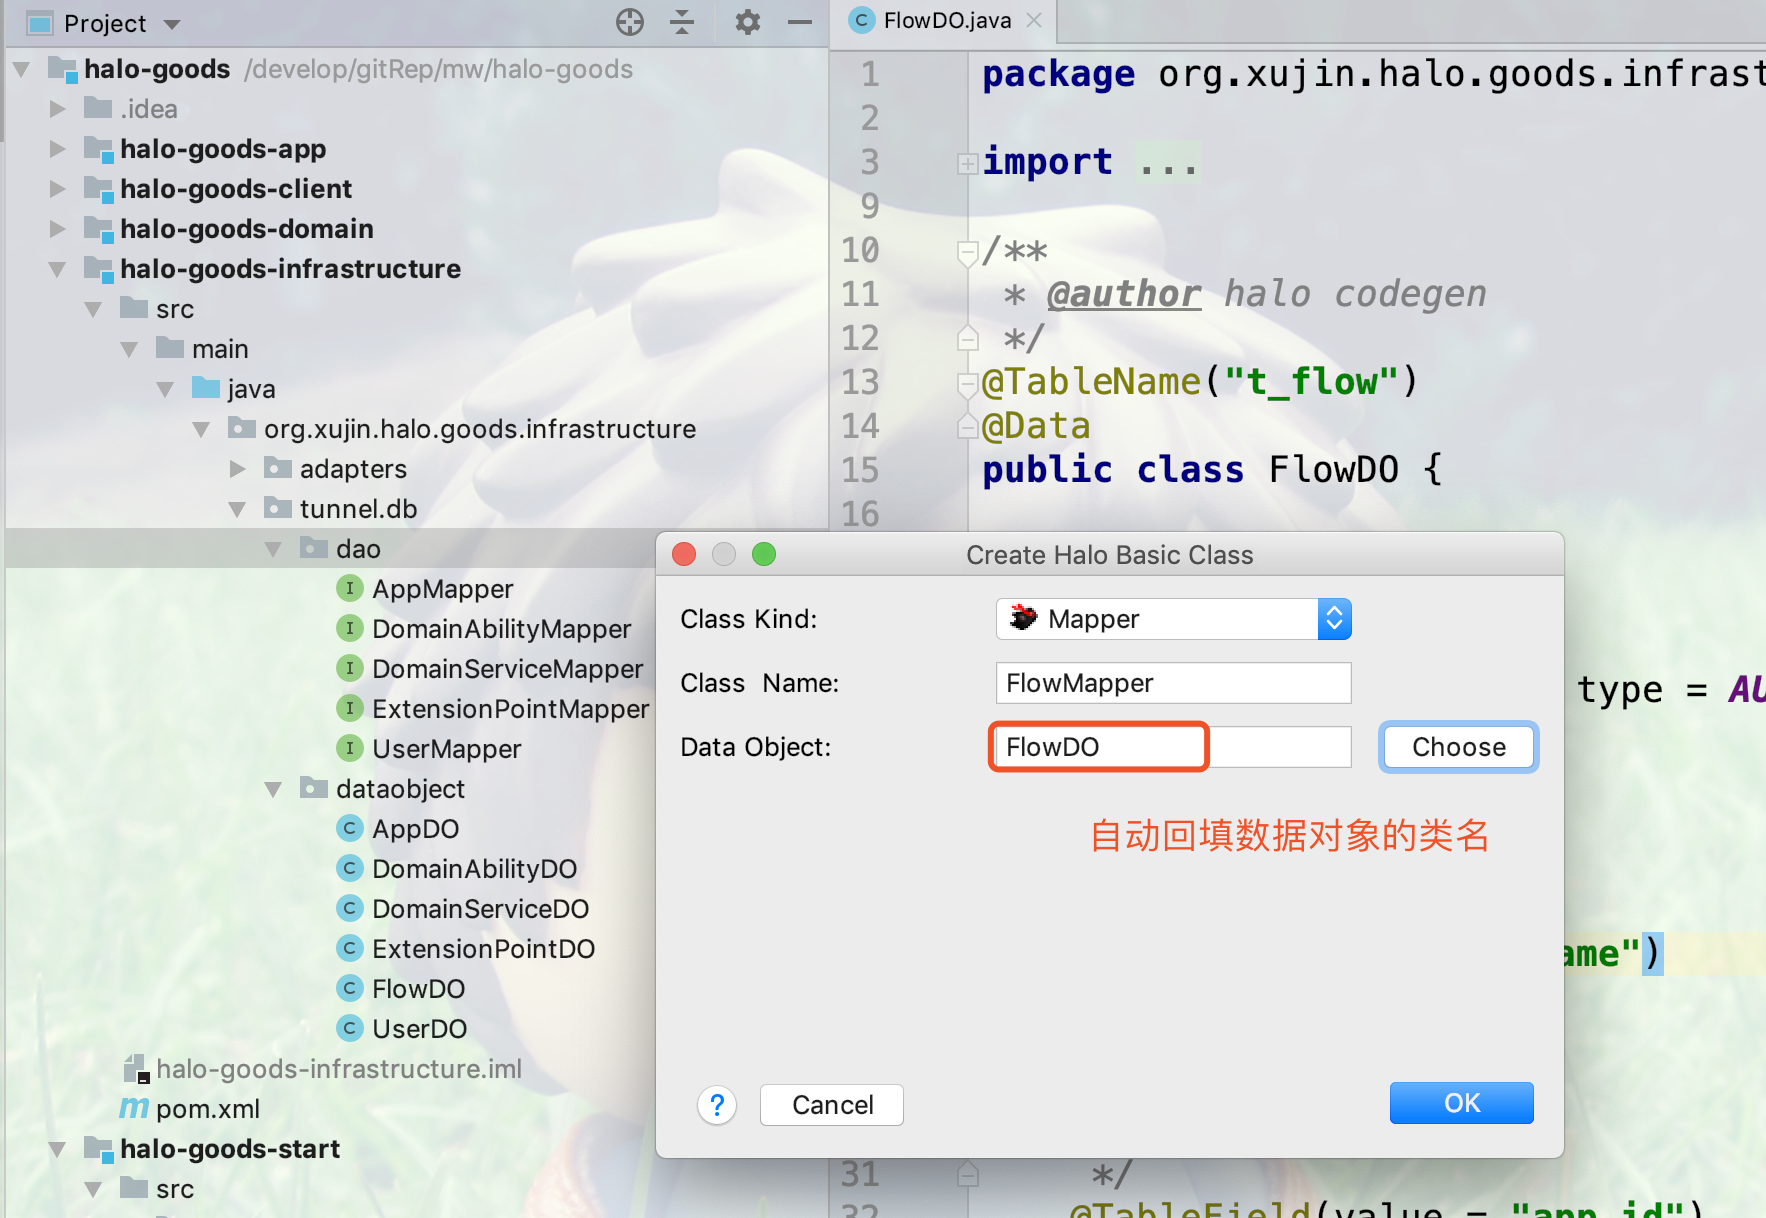 Project
halo-goods /develop/gitRep/mw/halo-goods
.idea
halo-goods-app
halo-goods-client
halo-goods-domain
halo-goods-infrastructure
src
main
java
org.xujin.halo.goods.infrastructure
adapters
tunnel.db
dao
AppMapper
DomainAbilityMapper
DomainServiceMapper
ExtensionPointMapper
UserMapper
dataobject
AppDO
DomainAbilityDO
DomainServiceDO
ExtensionPointDO
FlowDO
UserDO
halo-goods-infrastructure.iml
pom.xml
halo-goods-start
src
FlowDO.java
1 package org.xujin.halo.goods.infrast
2
3 import ...
9
10 /**
11 * @author halo codegen
12 */
13 @TableName("t_flow")
14 @Data
15 public class FlowDO {
16
type = AU
ame")
31 */
32 @TableField(value = "app_id")
Create Halo Basic Class
Class Kind: Mapper
Class Name: FlowMapper
Data Object: FlowDO Choose
自动回填数据对象的类名
? Cancel OK